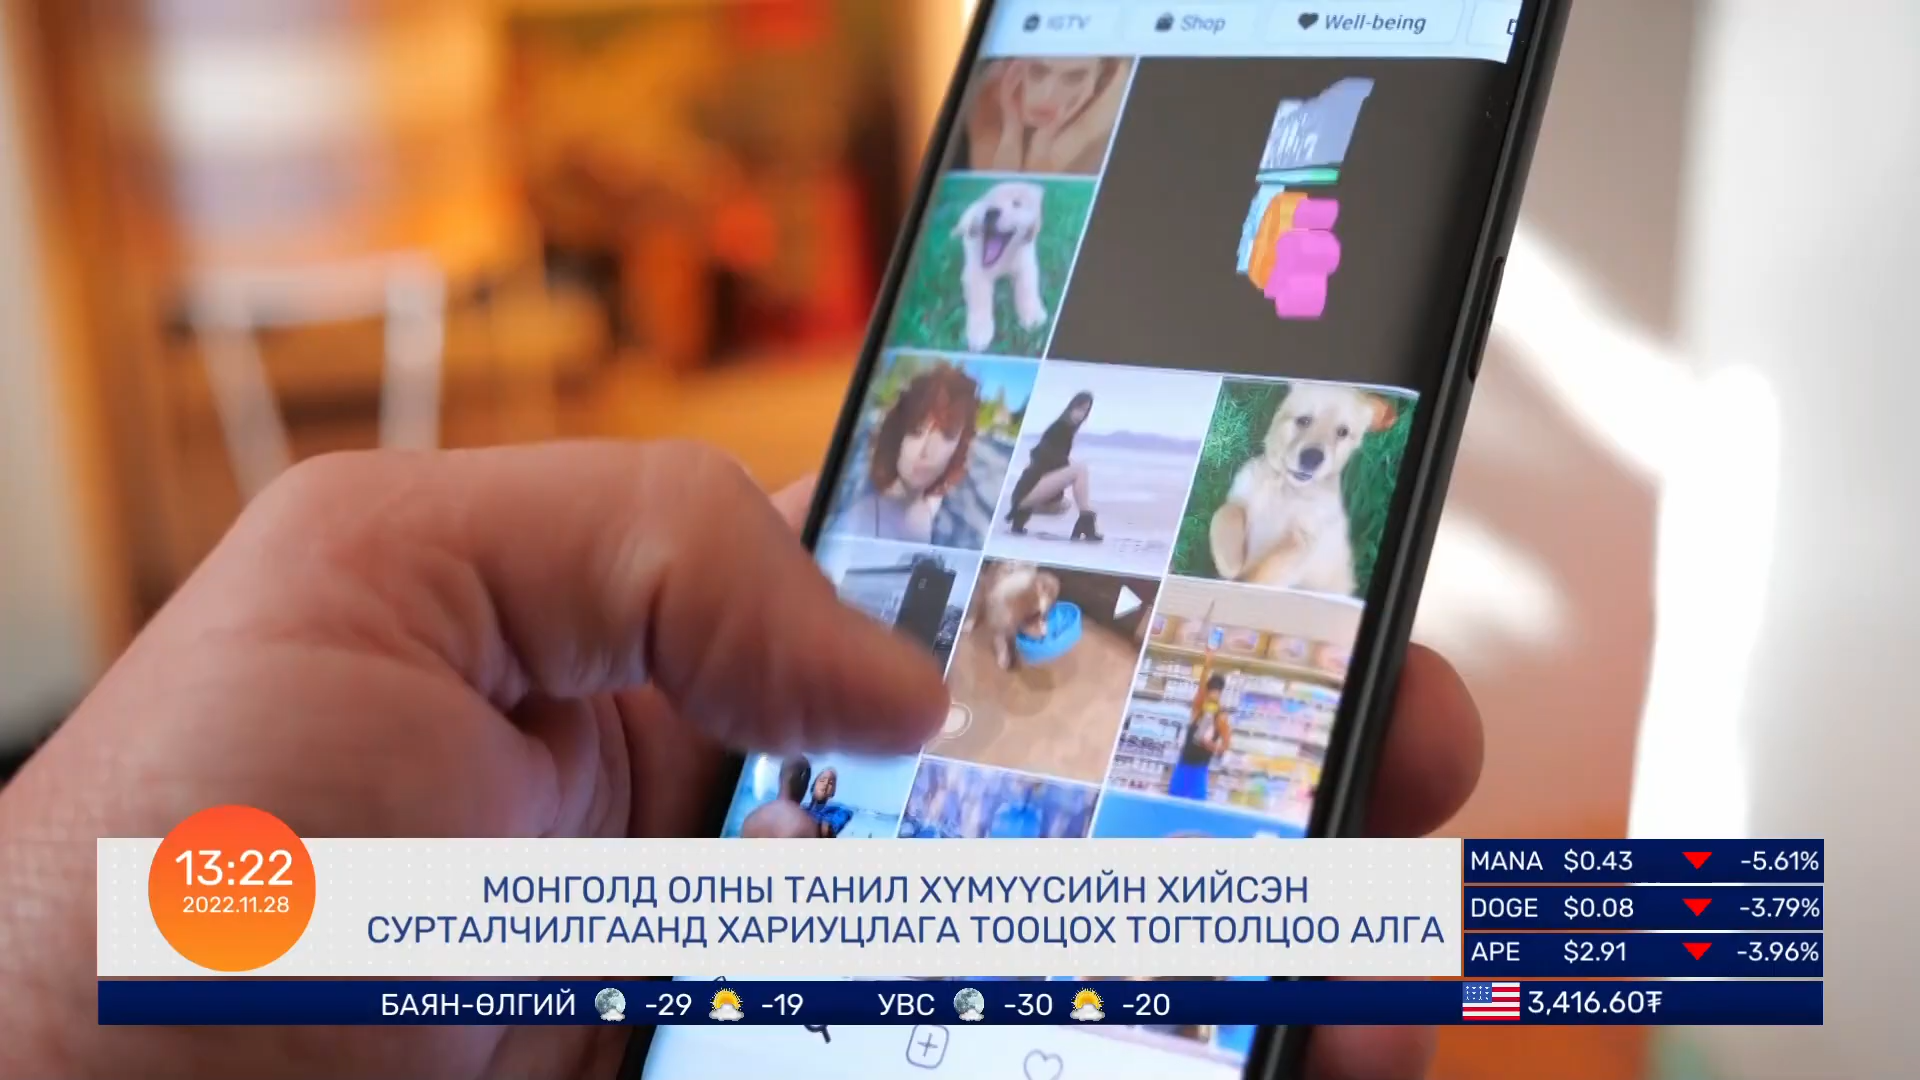 IGTV
Shop
Well-being
13:22
2022.11.28
МОНГОЛД ОЛНЫ ТАНИЛ ХҮМҮҮСИЙН ХИЙСЭН
СУРТАЛЧИЛГААНД ХАРИУЦЛАГА ТООЦОХ ТОГТОЛЦОО АЛГА
MANA $0.43 -5.61%
DOGE $0.08 -3.79%
APE $2.91 -3.96%
БАЯН-ӨЛГИЙ -29 -19 УВС -30 -20
3,416.60₮